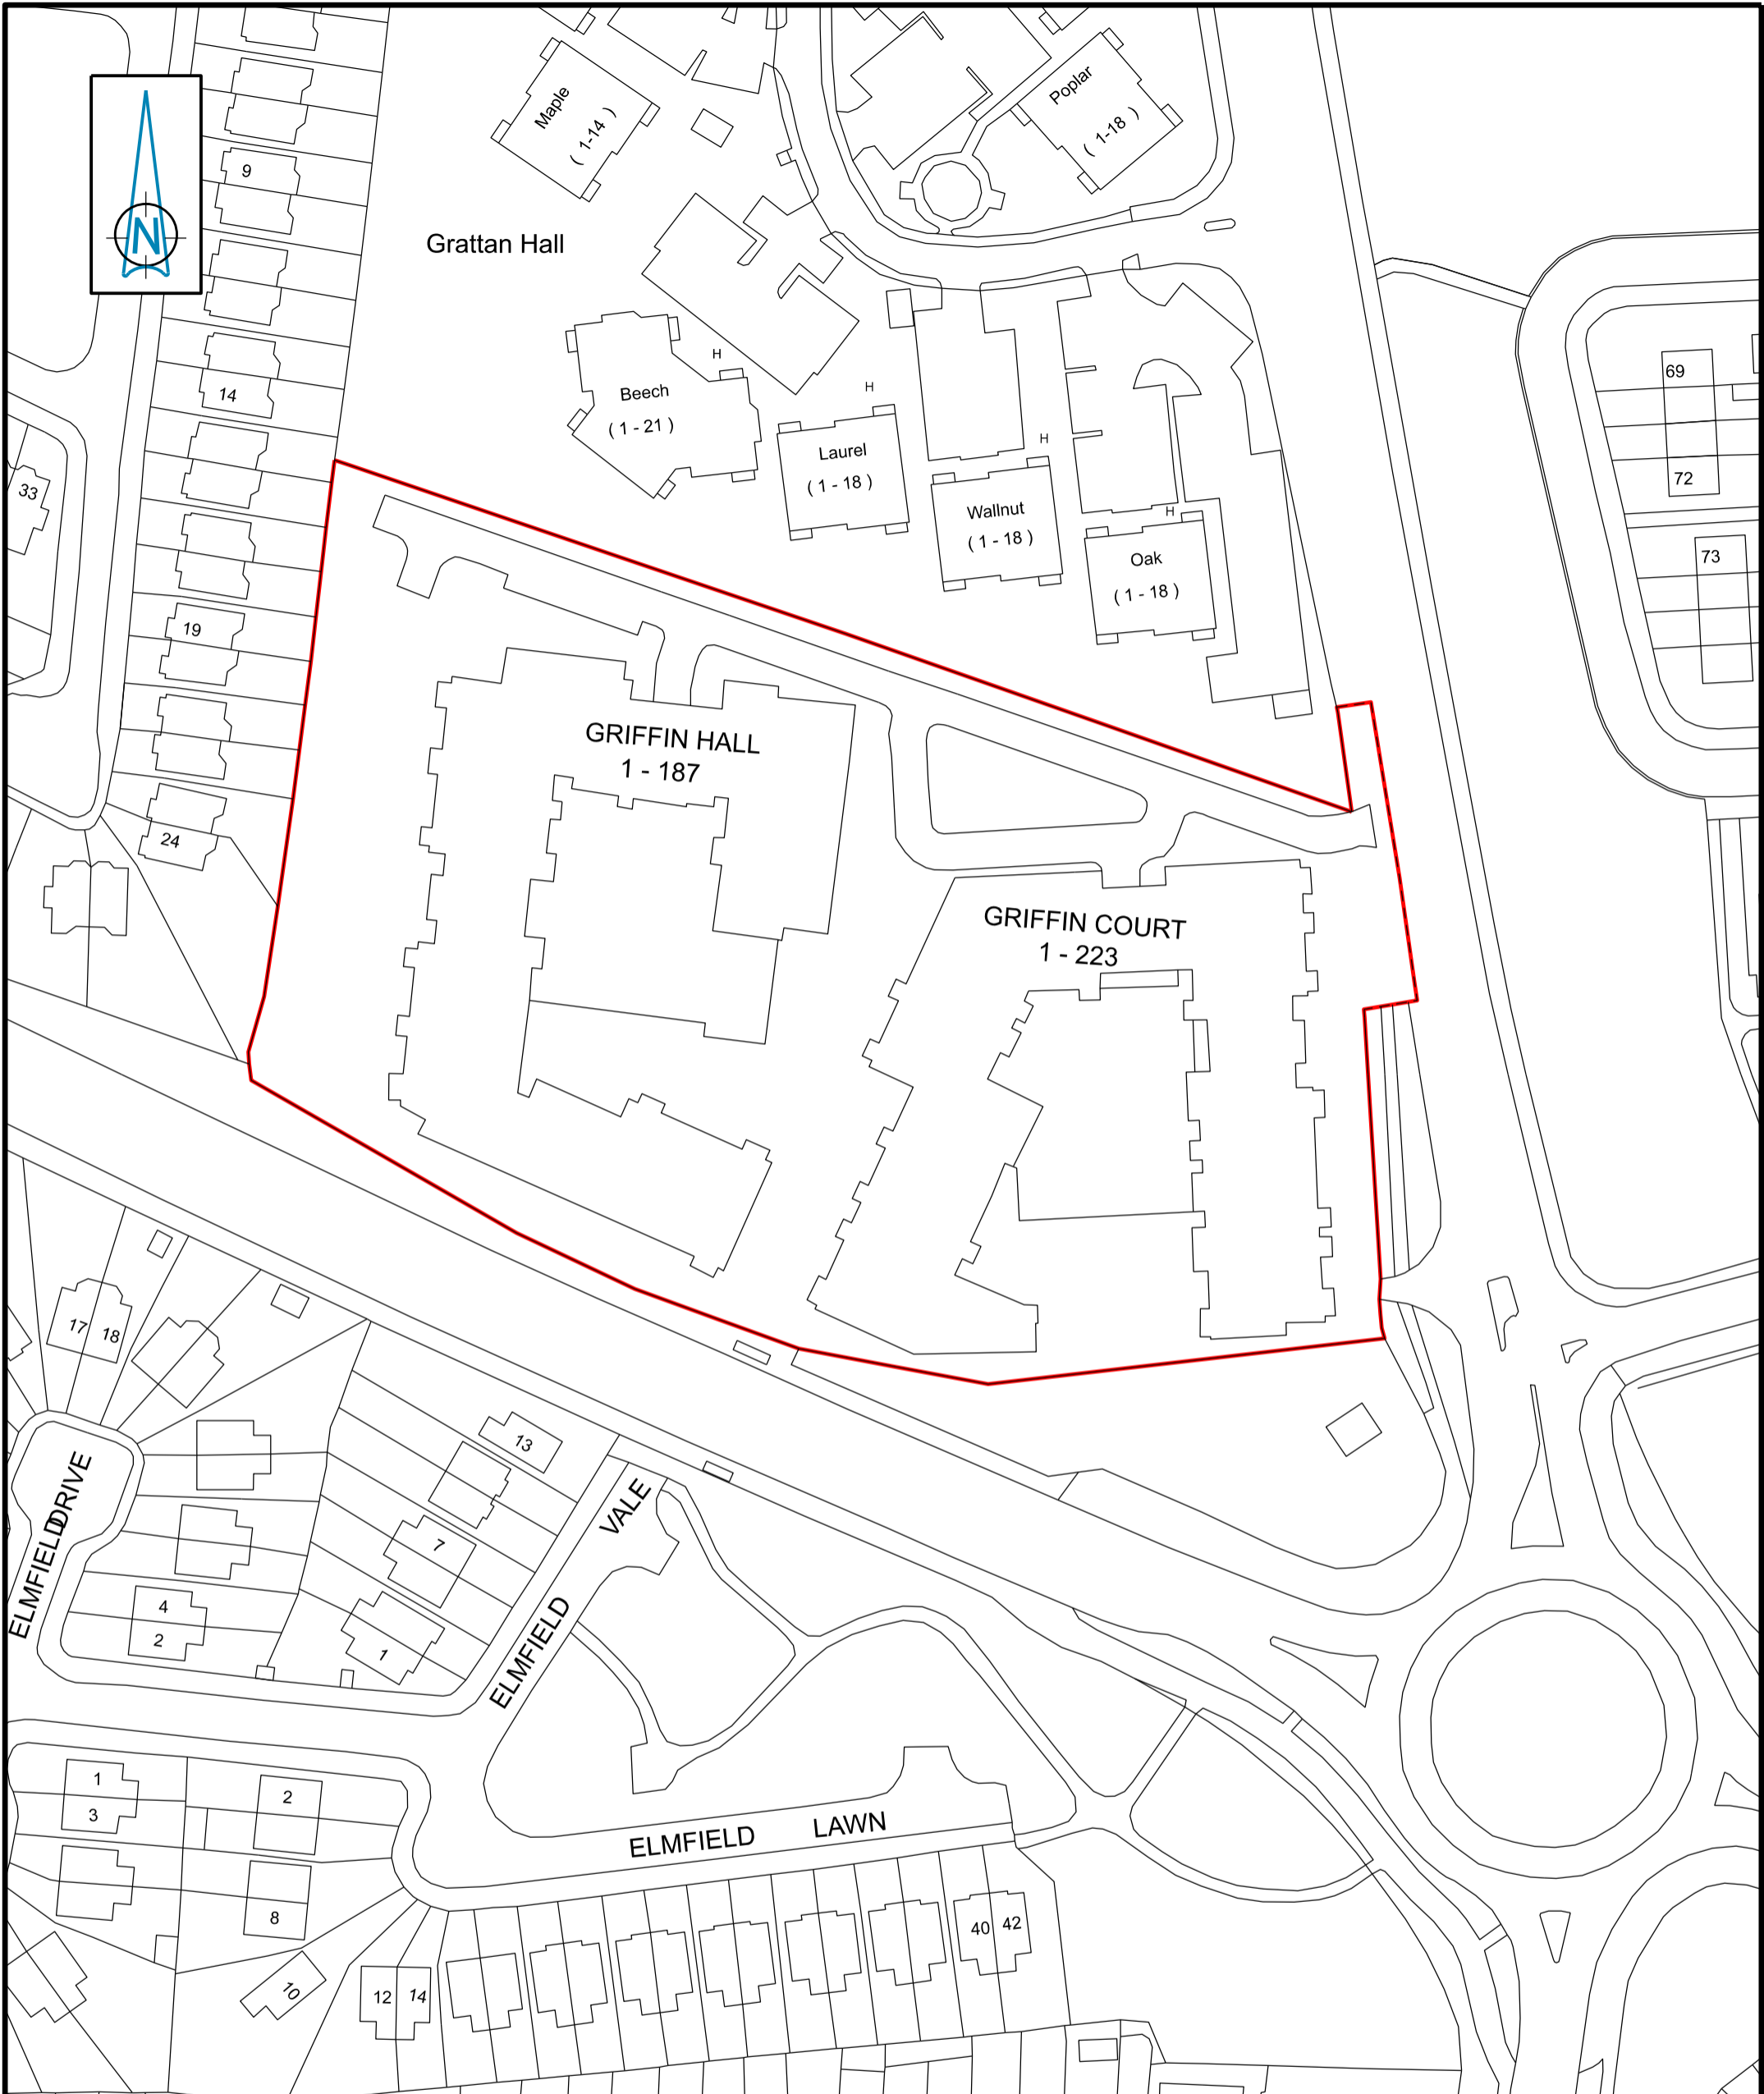 Maple
( 1-14 )
Poplar
( 1-18 )
9
N
Grattan Hall
14
Beech
( 1 - 21 )
H
H
Laurel
( 1 - 18 )
H
Wallnut
( 1 - 18 )
H
Oak
( 1 - 18 )
69
72
73
33
19
24
GRIFFIN HALL
1 - 187
GRIFFIN COURT
1 - 223
17
18
13
7
1
4
2
ELMFIELD
DRIVE
ELMFIELD
VALE
ELMFIELD LAWN
1
3
2
8
10
12
14
40
42